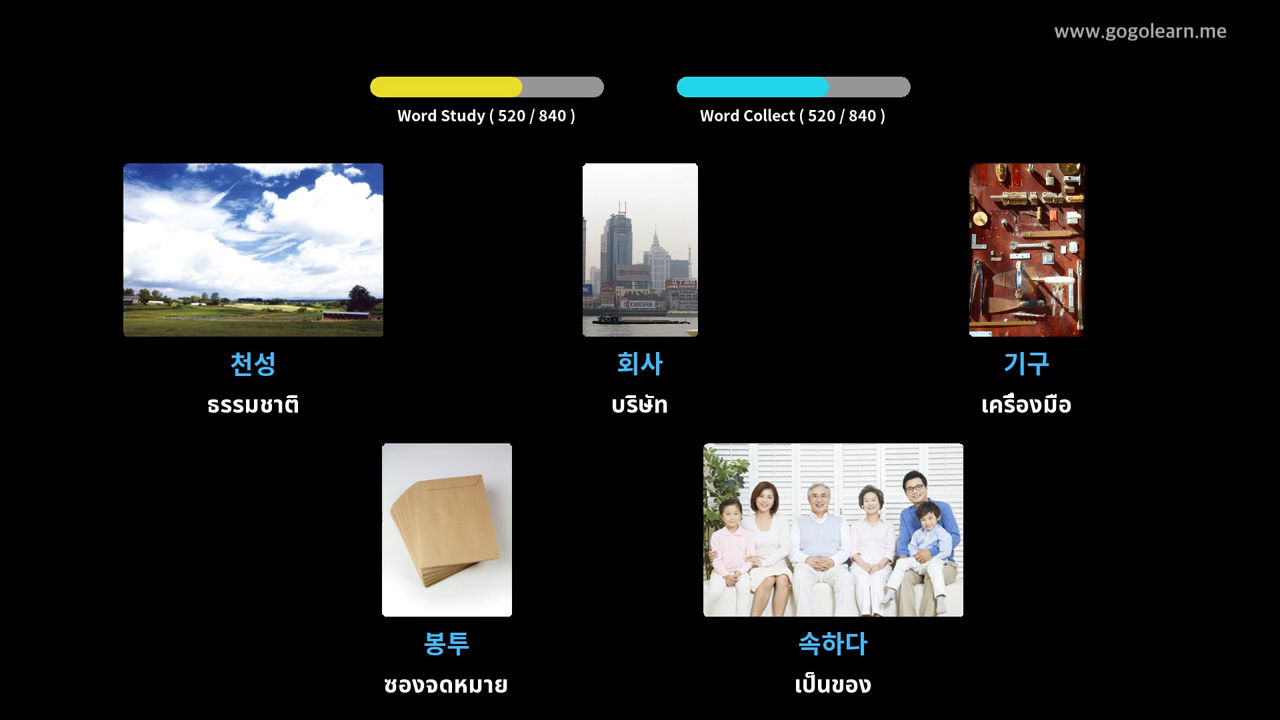 www.gogolearn.me
Word Study ( 520 / 840 )
Word Collect ( 520 / 840 )
천성
ธรรมชาติ
회사
บริษัท
기구
เครื่องมือ
봉투
ซองจดหมาย
속하다
เป็นของ
TOYOTA
KYOCERA